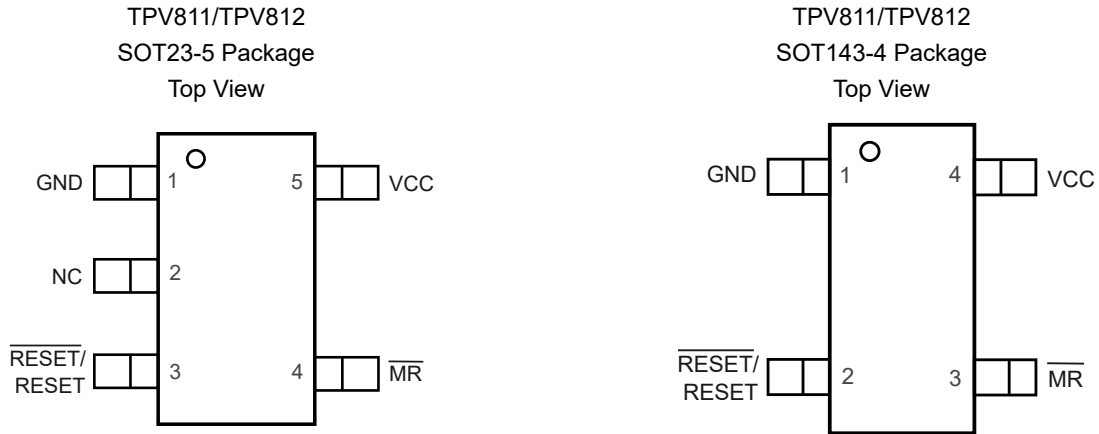 TPV811/TPV812
SOT23-5 Package
Top View
GND
1
5
VCC
NC
2
RESET/
RESET
3
4
MR
TPV811/TPV812
SOT143-4 Package
Top View
GND
1
4
VCC
RESET/
RESET
2
3
MR